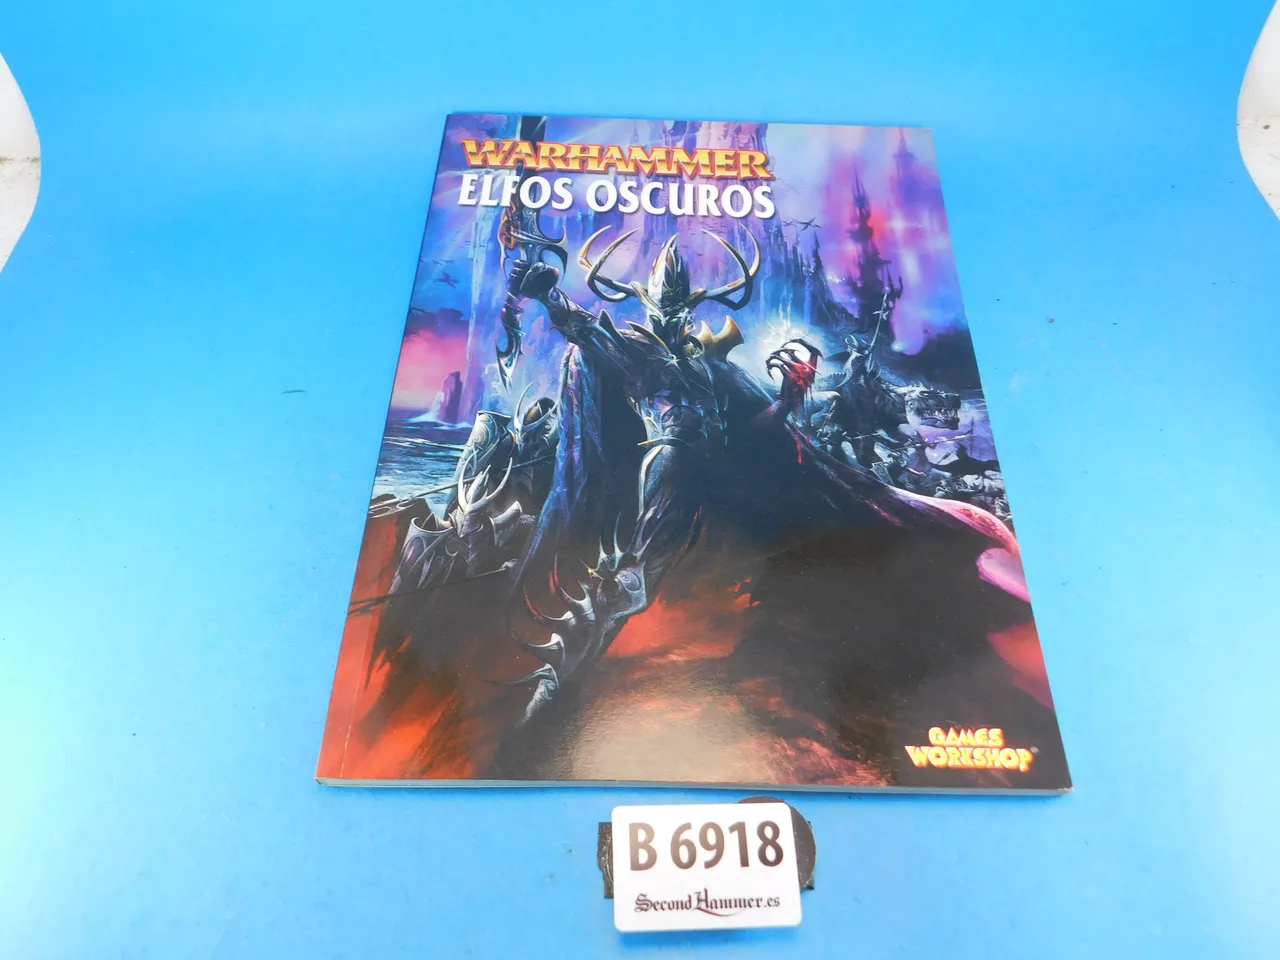 WARHAMMER
ELFOS OSCUROS
GAMES
WORKSHOP®
B 6918
SecondHammer.es